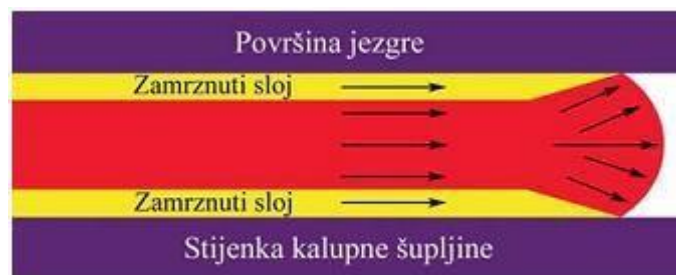 Površina jezgre
Zamrznuti sloj
Zamrznuti sloj
Stijenka kalupne šupljine